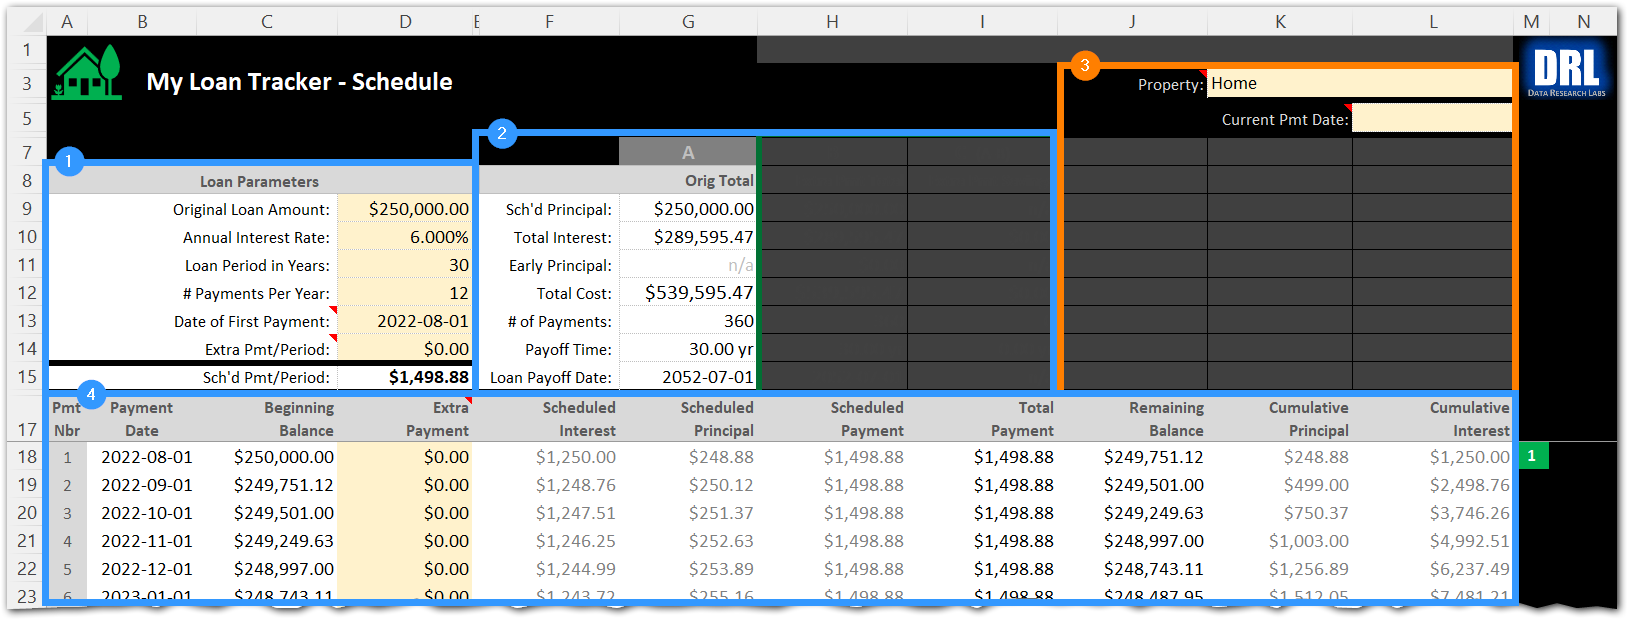 A B C D E F G H I J K L M N
1
3 My Loan Tracker - Schedule 3 Property: Home DRL
DATA RESEARCH LABS
5 Current Pmt Date:
2
7 A
1
8 Loan Parameters Orig Total
9 Original Loan Amount: $250,000.00 Sch'd Principal: $250,000.00
10 Annual Interest Rate: 6.000% Total Interest: $289,595.47
11 Loan Period in Years: 30 Early Principal: n/a
12 # Payments Per Year: 12 Total Cost: $539,595.47
13 Date of First Payment: 2022-08-01 # of Payments: 360
14 Extra Pmt/Period: $0.00 Payoff Time: 30.00 yr
15 Sch'd Pmt/Period: $1,498.88 Loan Payoff Date: 2052-07-01
4
Pmt Payment Beginning Extra Scheduled Scheduled Scheduled Total Remaining Cumulative Cumulative
17 Nbr Date Balance Payment Interest Principal Payment Payment Balance Principal Interest
18 1 2022-08-01 $250,000.00 $0.00 $1,250.00 $248.88 $1,498.88 $1,498.88 $249,751.12 $248.88 $1,250.00 1
19 2 2022-09-01 $249,751.12 $0.00 $1,248.76 $250.12 $1,498.88 $1,498.88 $249,501.00 $499.00 $2,498.76
20 3 2022-10-01 $249,501.00 $0.00 $1,247.51 $251.37 $1,498.88 $1,498.88 $249,249.63 $750.37 $3,746.26
21 4 2022-11-01 $249,249.63 $0.00 $1,246.25 $252.63 $1,498.88 $1,498.88 $248,997.00 $1,003.00 $4,992.51
22 5 2022-12-01 $248,997.00 $0.00 $1,244.99 $253.89 $1,498.88 $1,498.88 $248,743.11 $1,256.89 $6,237.49
23 6 2023-01-01 $248,743.11 $0.00 $1,243.72 $255.16 $1,498.88 $1,498.88 $248,487.95 $1,512.05 $7,481.21